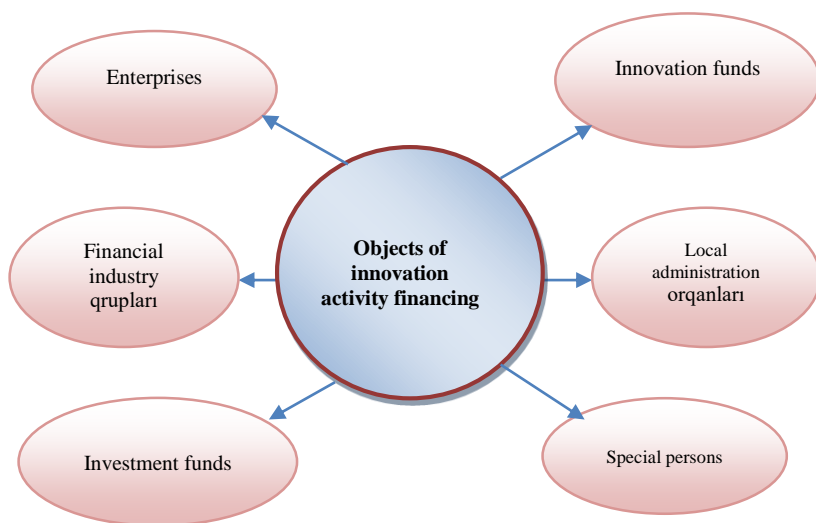 Enterprises
Innovation funds
Financial
industry
qrupları
Objects of
innovation
activity financing
Local
administration
orqanları
Investment funds
Special persons